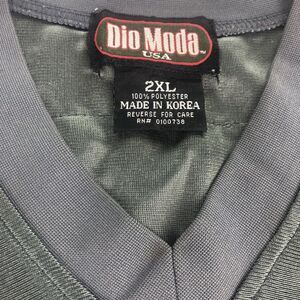 Dio Moda
USA
2XL
100% POLYESTER
MADE IN KOREA
REVERSE FOR CARE
RN# 0100738